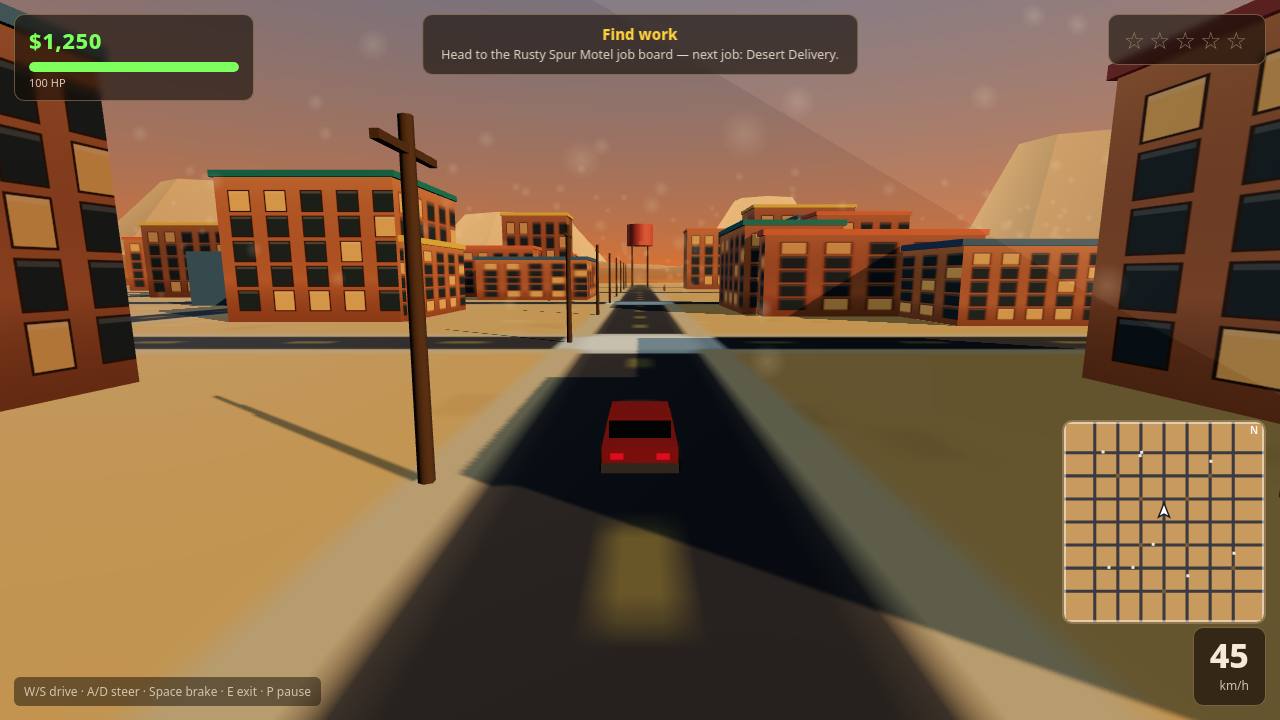 $1,250
100 HP
Find work
Head to the Rusty Spur Motel job board — next job: Desert Delivery.
☆☆☆☆☆
N
45
km/h
W/S drive · A/D steer · Space brake · E exit · P pause